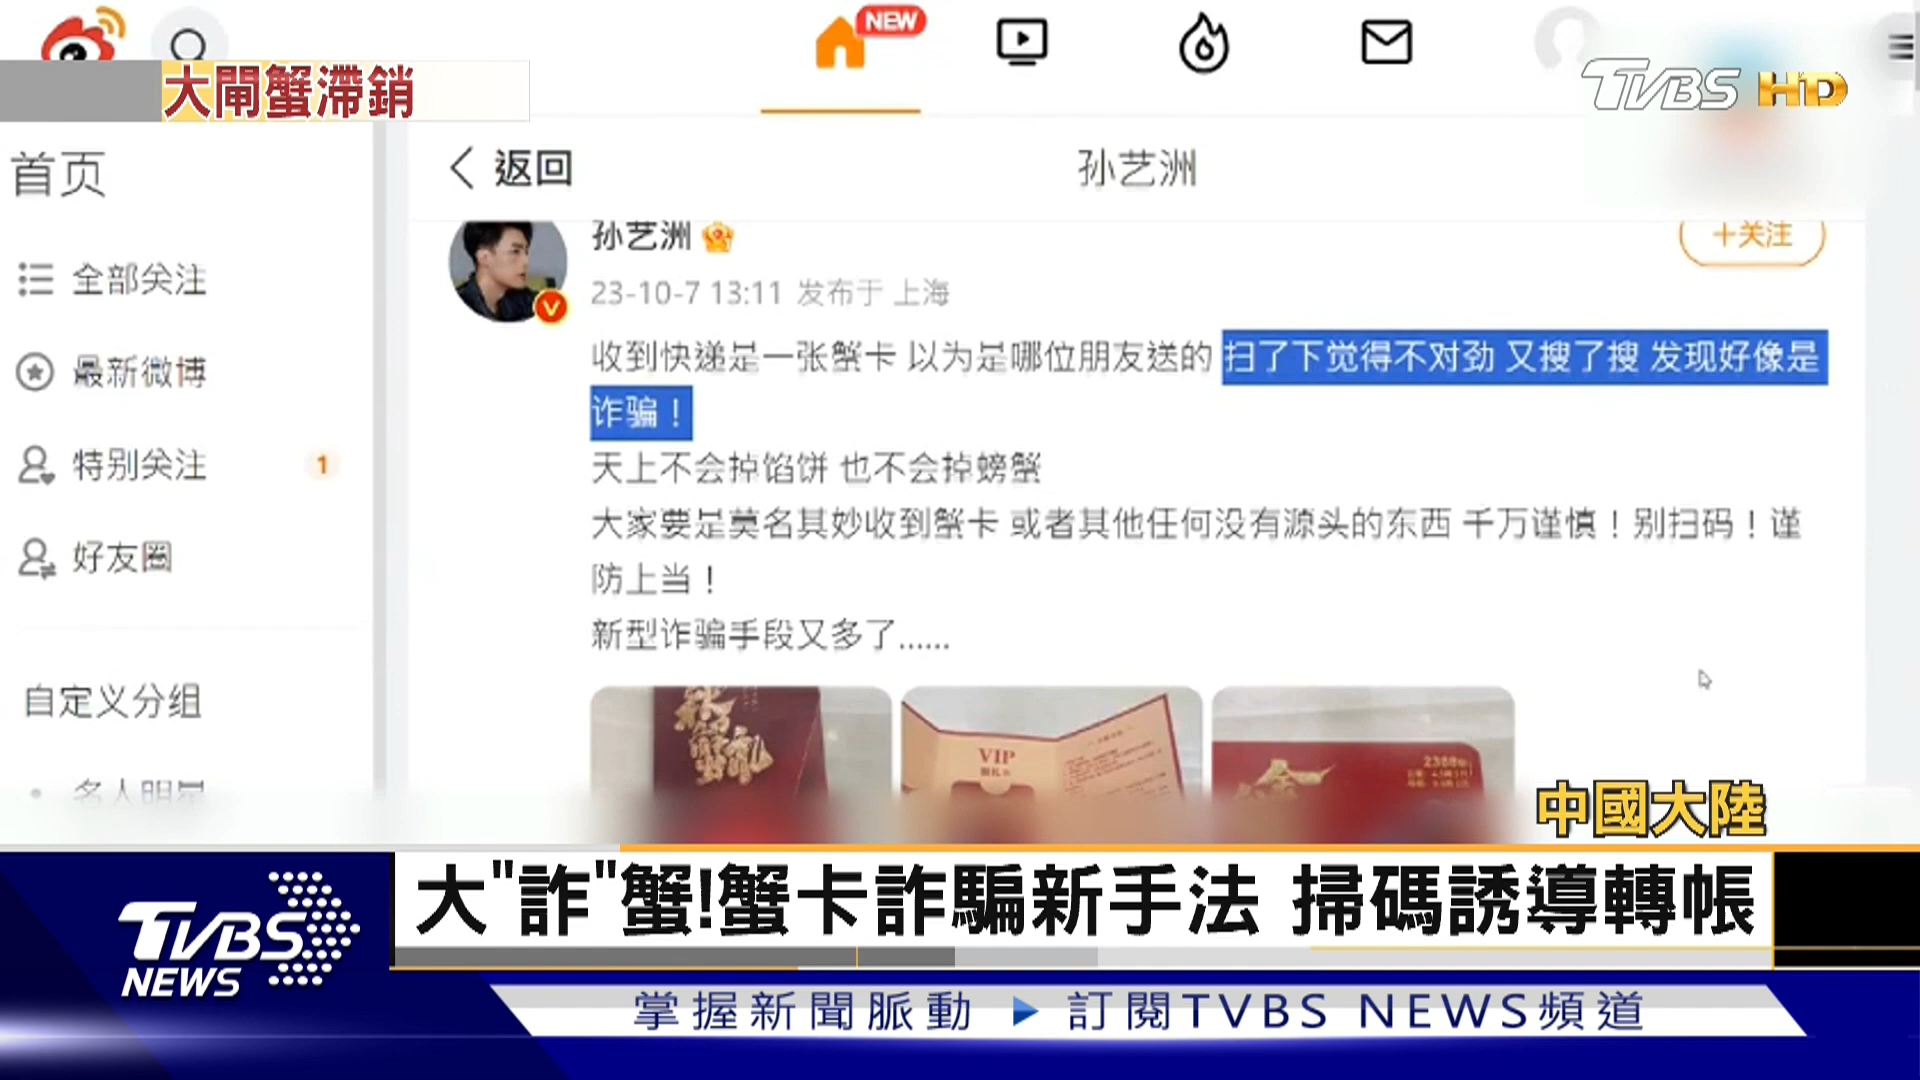 NEW
大閘蟹滯銷
TVBS HD
首页
返回
孙艺洲
全部关注
最新微博
特别关注
1
好友圈
自定义分组
名人明星
孙艺洲
+关注
23-10-7 13:11 发布于 上海
收到快递是一张蟹卡 以为是哪位朋友送的 扫了下觉得不对劲 又搜了搜 发现好像是
诈骗！
天上不会掉馅饼 也不会掉螃蟹
大家要是莫名其妙收到蟹卡 或者其他任何没有源头的东西 千万谨慎！别扫码！谨
防上当！
新型诈骗手段又多了......
VIP
2388
中國大陸
大"詐"蟹!蟹卡詐騙新手法 掃碼誘導轉帳
TVBS
NEWS
掌握新聞脈動 ▶ 訂閱TVBS NEWS頻道